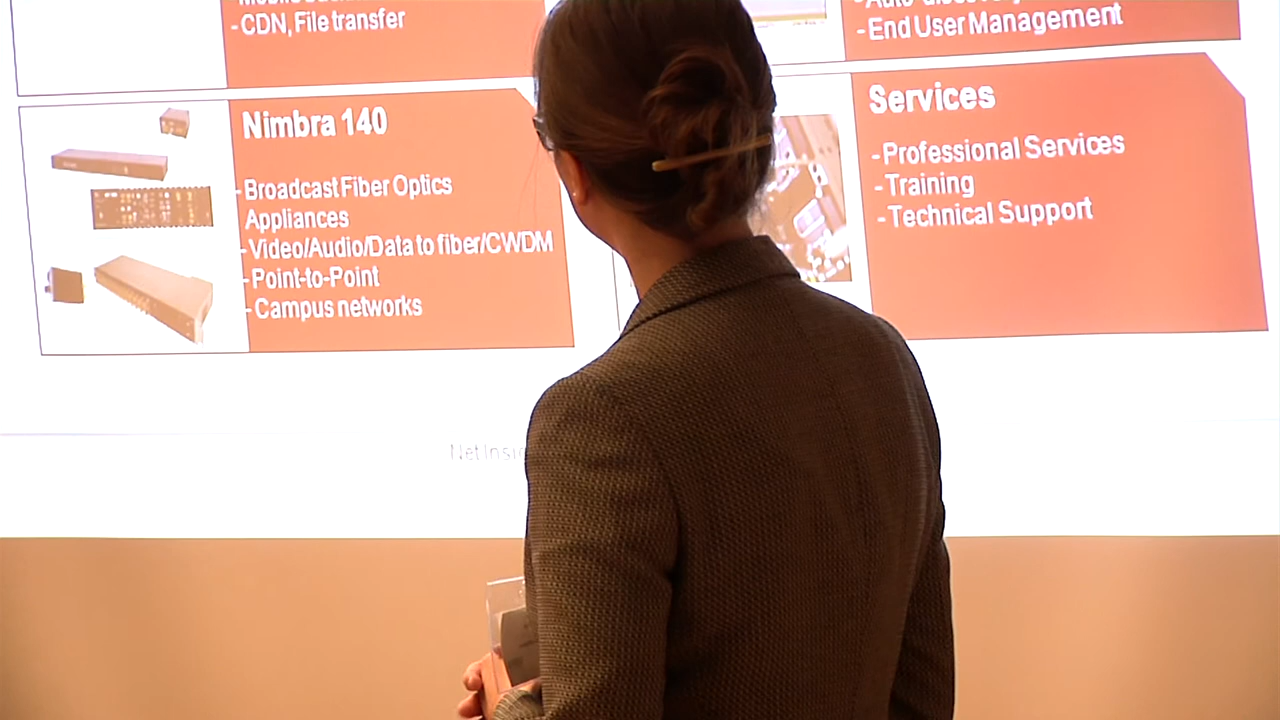 - CDN, File transfer
- End User Management
Nimbra 140
- Broadcast Fiber Optics
Appliances
- Video/Audio/Data to fiber/CWDM
- Point-to-Point
- Campus networks
Services
- Professional Services
- Training
- Technical Support